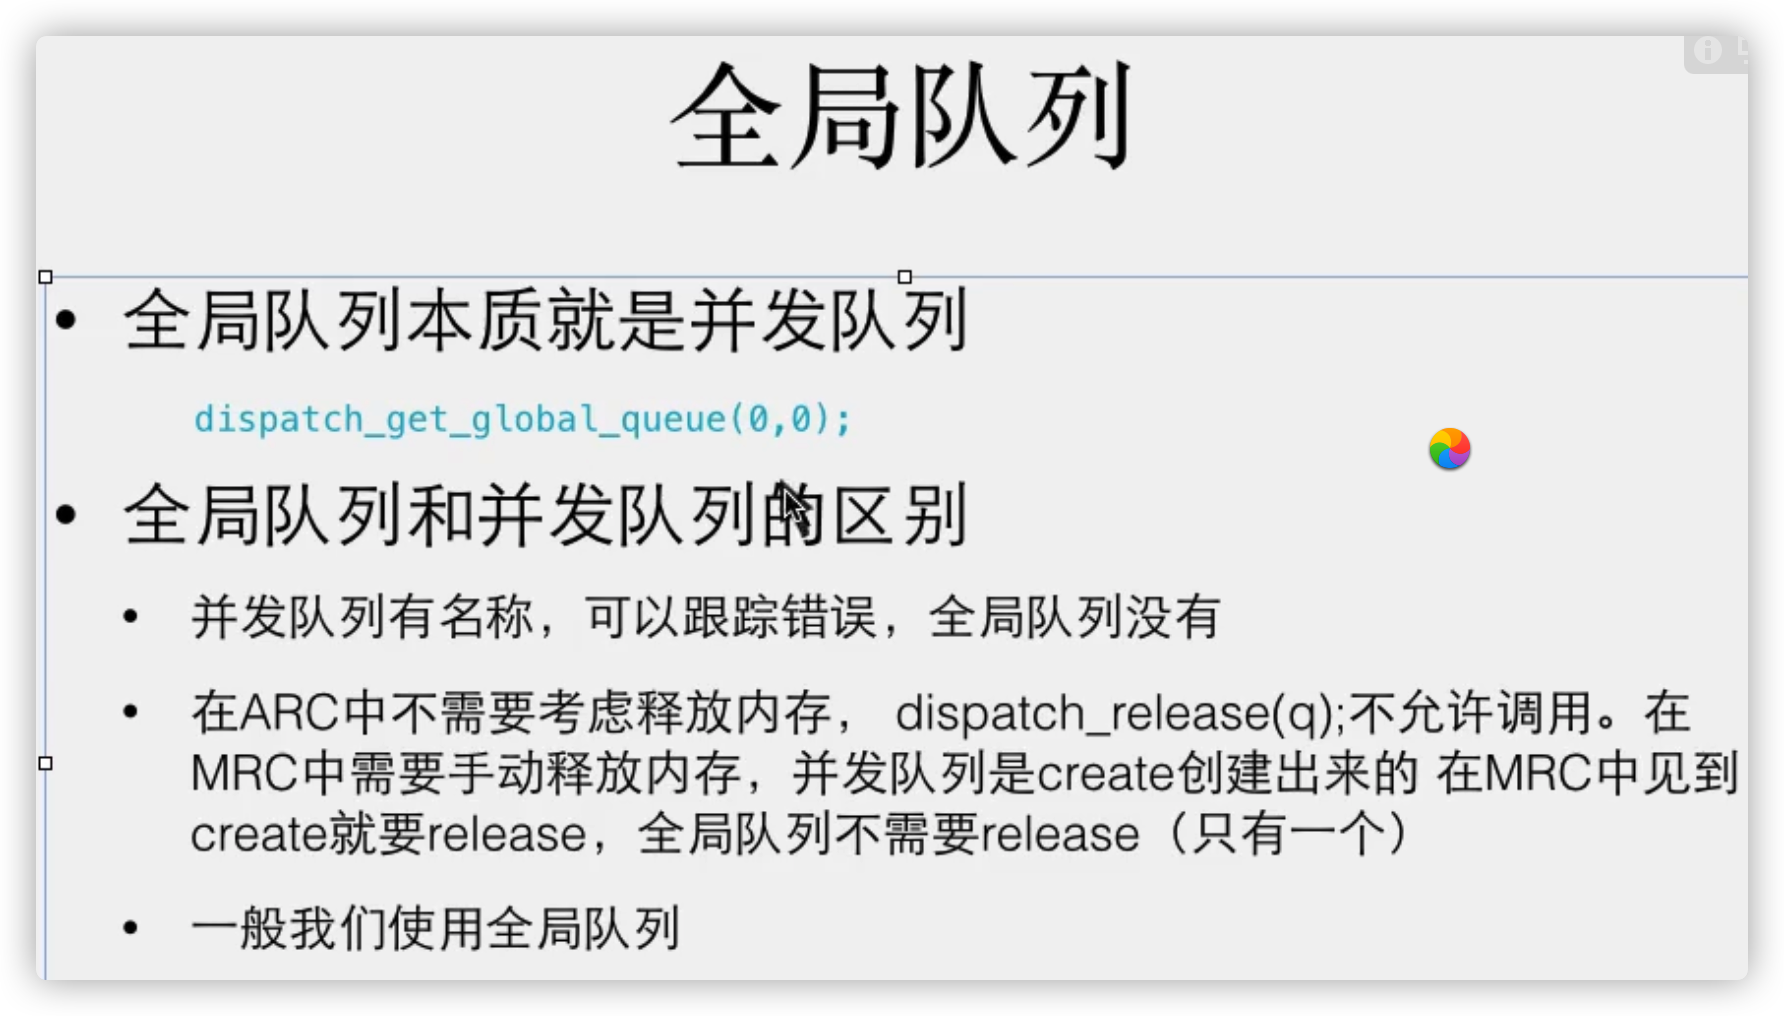 全局队列
• 全局队列本质就是并发队列
dispatch_get_global_queue(0,0);
• 全局队列和并发队列的区别
• 并发队列有名称，可以跟踪错误，全局队列没有
• 在ARC中不需要考虑释放内存， dispatch_release(q);不允许调用。在
MRC中需要手动释放内存，并发队列是create创建出来的 在MRC中见到
create就要release，全局队列不需要release（只有一个）
• 一般我们使用全局队列